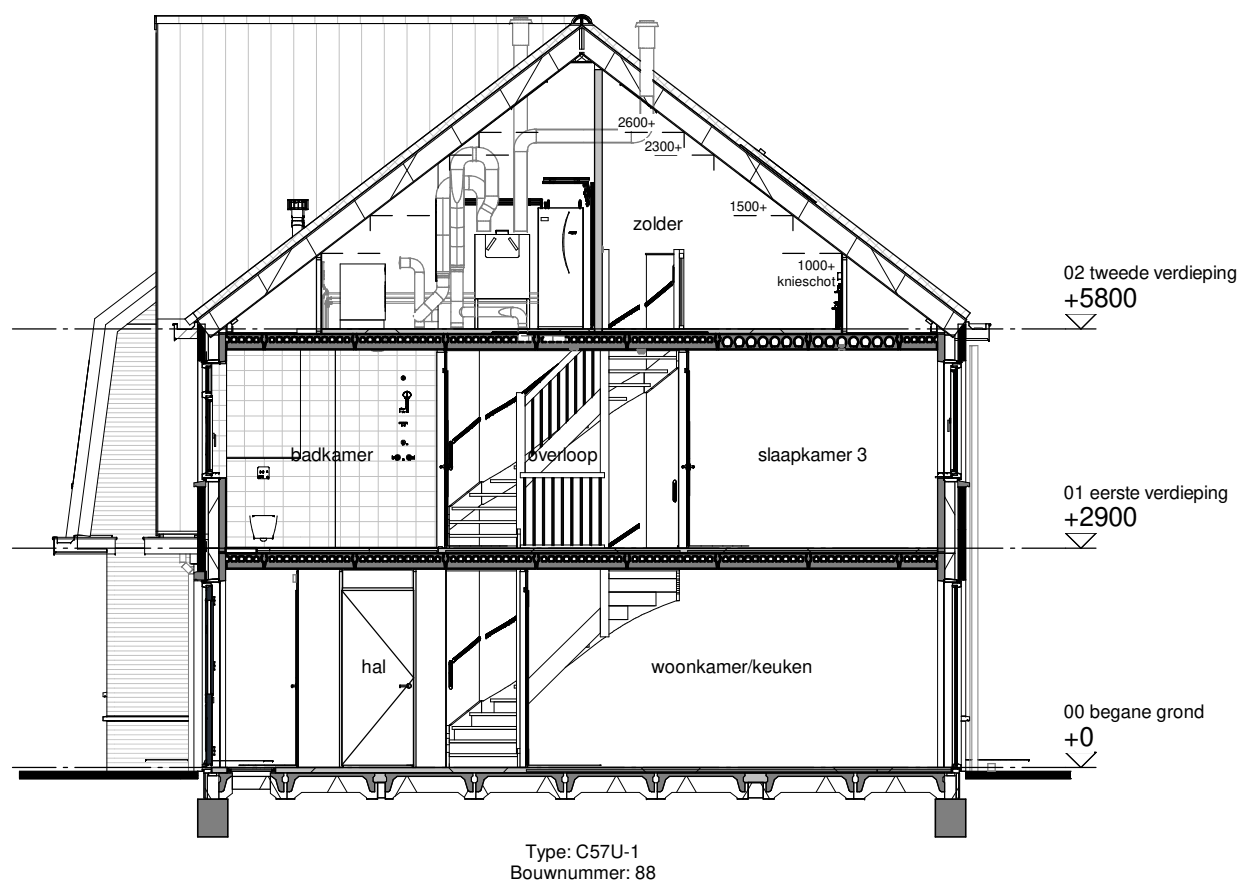 2600+
2300+
1500+
zolder
1000+
knieschot
02 tweede verdieping
+5800
badkamer
overloop
slaapkamer 3
01 eerste verdieping
+2900
hal
woonkamer/keuken
00 begane grond
+0
Type: C57U-1
Bouwnummer: 88